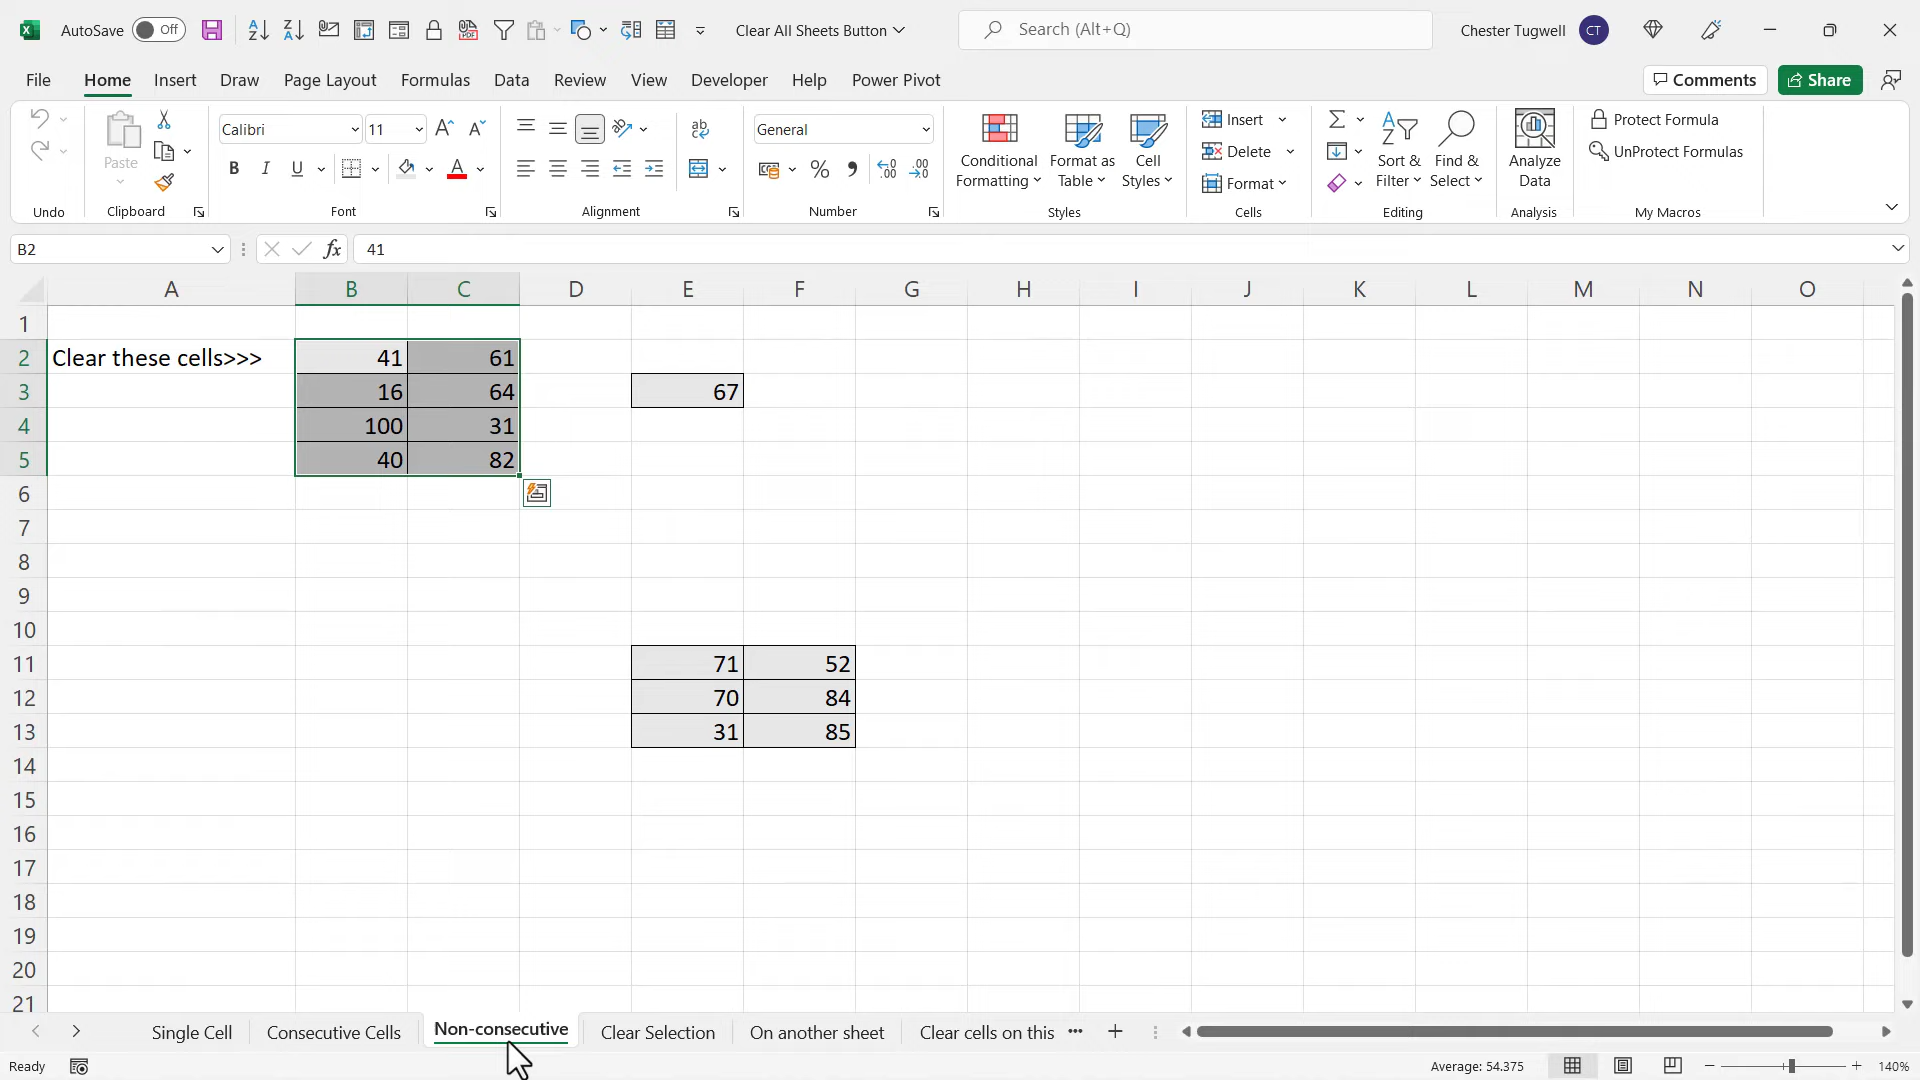 AutoSave Off Clear All Sheets Button Search (Alt+Q) Chester Tugwell CT
File Home Insert Draw Page Layout Formulas Data Review View Developer Help Power Pivot Comments Share
Calibri 11 A A ab General Insert Protect Formula
Paste Delete UnProtect Formulas
B I U A % Format
Conditional Formatting
Format as Table
Cell Styles
Sort & Filter
Find & Select
Analyze Data
Undo Clipboard Font Alignment Number Styles Cells Editing Analysis My Macros
B2 fx 41
A B C D E F G H I J K L M N O
1
2 Clear these cells>>> 41 61
3 16 64 67
4 100 31
5 40 82
6
7
8
9
10
11 71 52
12 70 84
13 31 85
14
15
16
17
18
19
20
21
Single Cell Consecutive Cells Non-consecutive Clear Selection On another sheet Clear cells on this ...
Ready Average: 54.375 140%